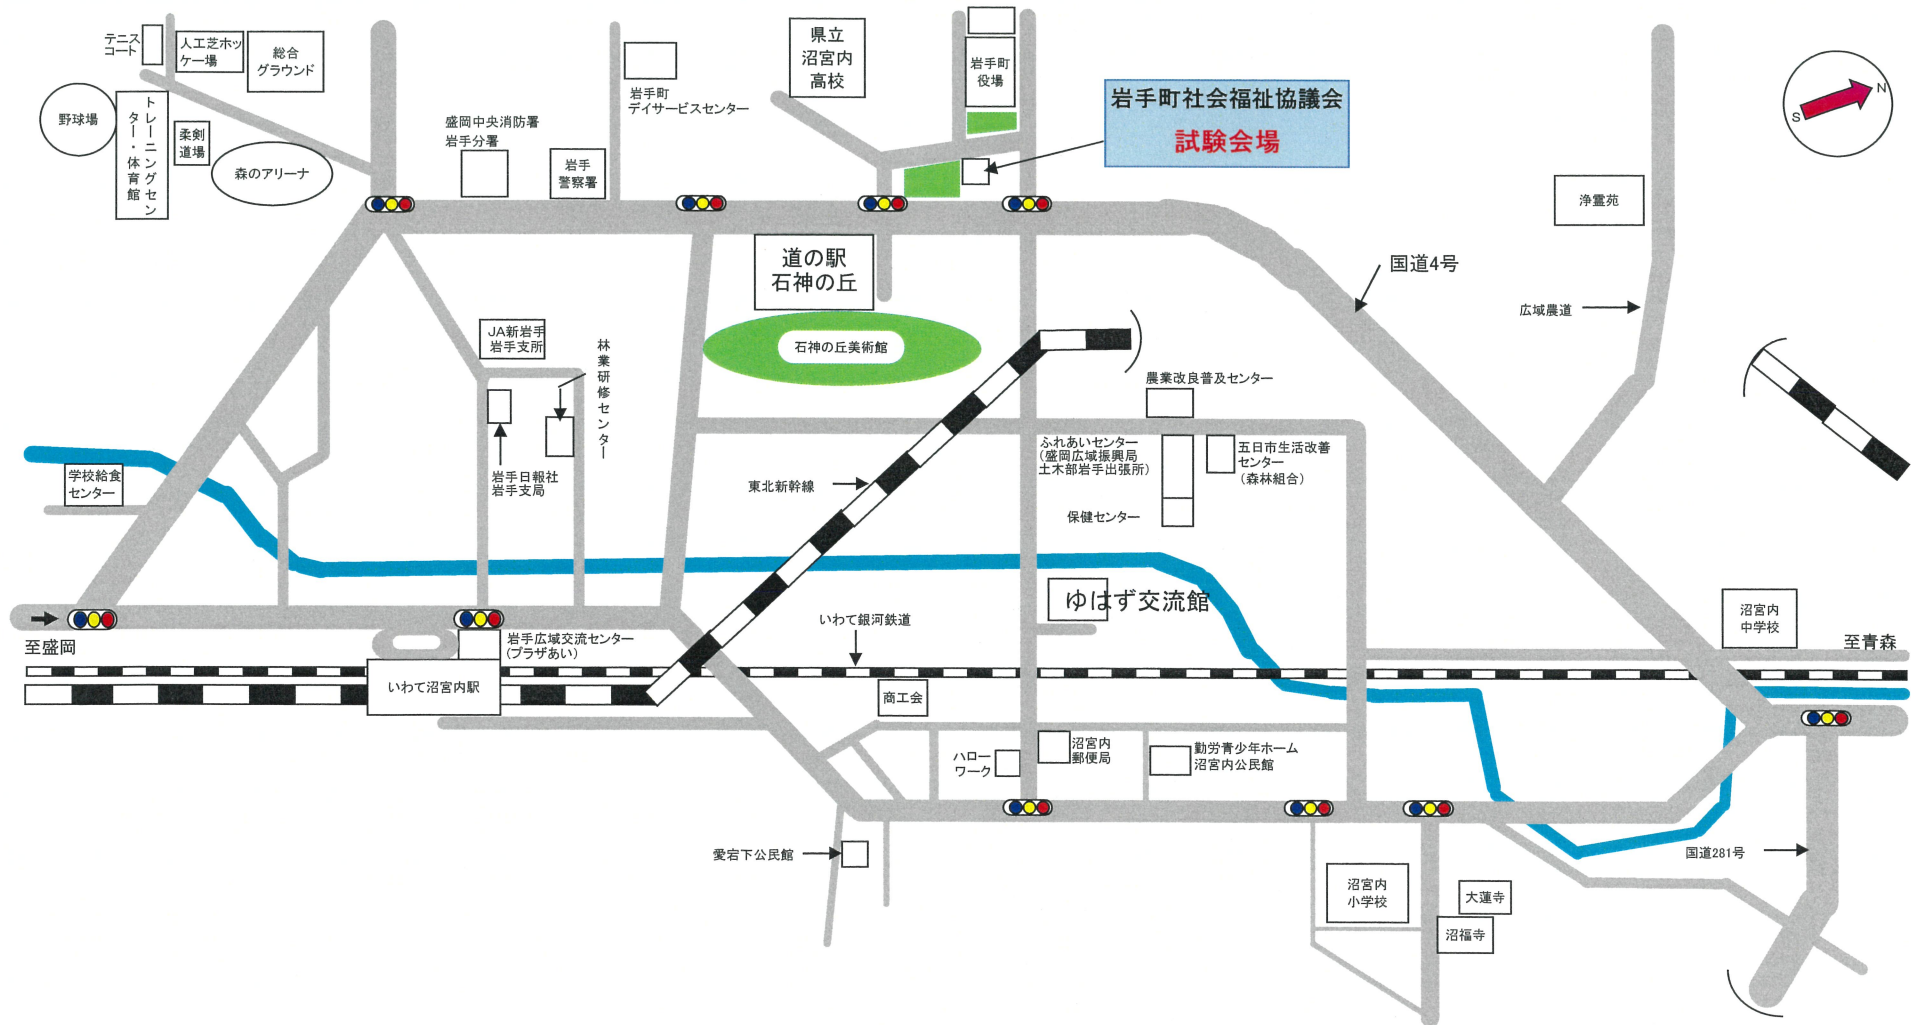 テニス
コート
人工芝ホッ
ケー場
総合
グラウンド
野球場
トレーニングセン
ター・体育館
柔剣
道場
森のアリーナ
盛岡中央消防署
岩手分署
岩手
警察署
岩手町
デイサービスセンター
県立
沼宮内
高校
岩手町
役場
岩手町社会福祉協議会
試験会場
N
S
浄霊苑
国道4号
広域農道
道の駅
石神の丘
石神の丘美術館
JA新岩手
岩手支所
林業研修センター
岩手日報社
岩手支局
学校給食
センター
東北新幹線
農業改良普及センター
ふれあいセンター
(盛岡広域振興局
土木部岩手出張所)
五日市生活改善
センター
(森林組合)
保健センター
ゆはず交流館
いわて銀河鉄道
至盛岡
岩手広域交流センター
(プラザあい)
いわて沼宮内駅
商工会
沼宮内
中学校
至青森
ハロー
ワーク
沼宮内
郵便局
勤労青少年ホーム
沼宮内公民館
愛宕下公民館
国道281号
沼宮内
小学校
大蓮寺
沼福寺